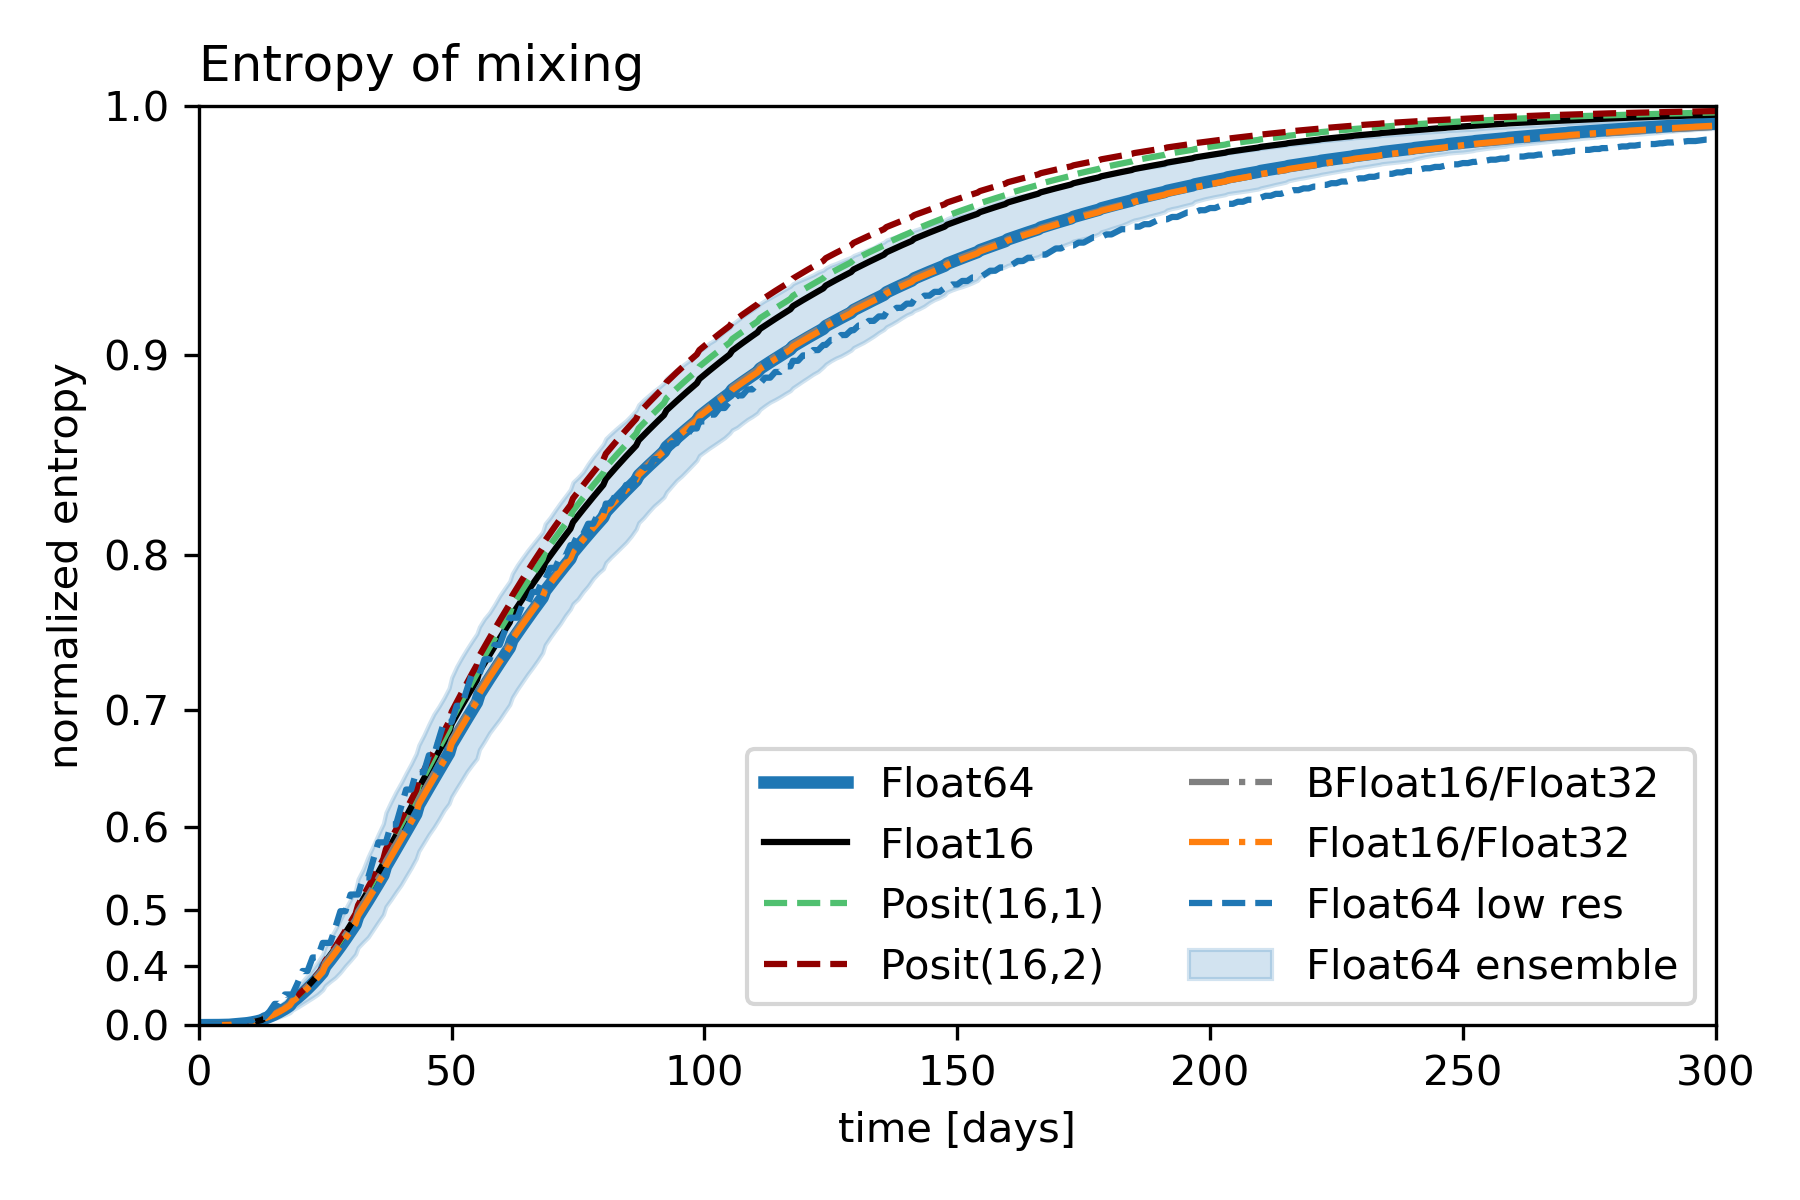 Entropy of mixing
1.0
0.9
0.8
0.7
0.6
0.5
0.4
0.0
normalized entropy
0 50 100 150 200 250 300
time [days]
Float64
Float16
Posit(16,1)
Posit(16,2)
BFloat16/Float32
Float16/Float32
Float64 low res
Float64 ensemble